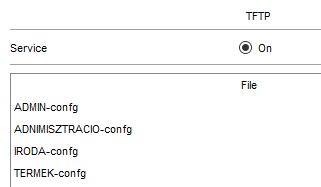 TFTP
Service On
File
ADMIN-confg
ADNIMISZTRACIO-confg
IRODA-confg
TERMEK-confg